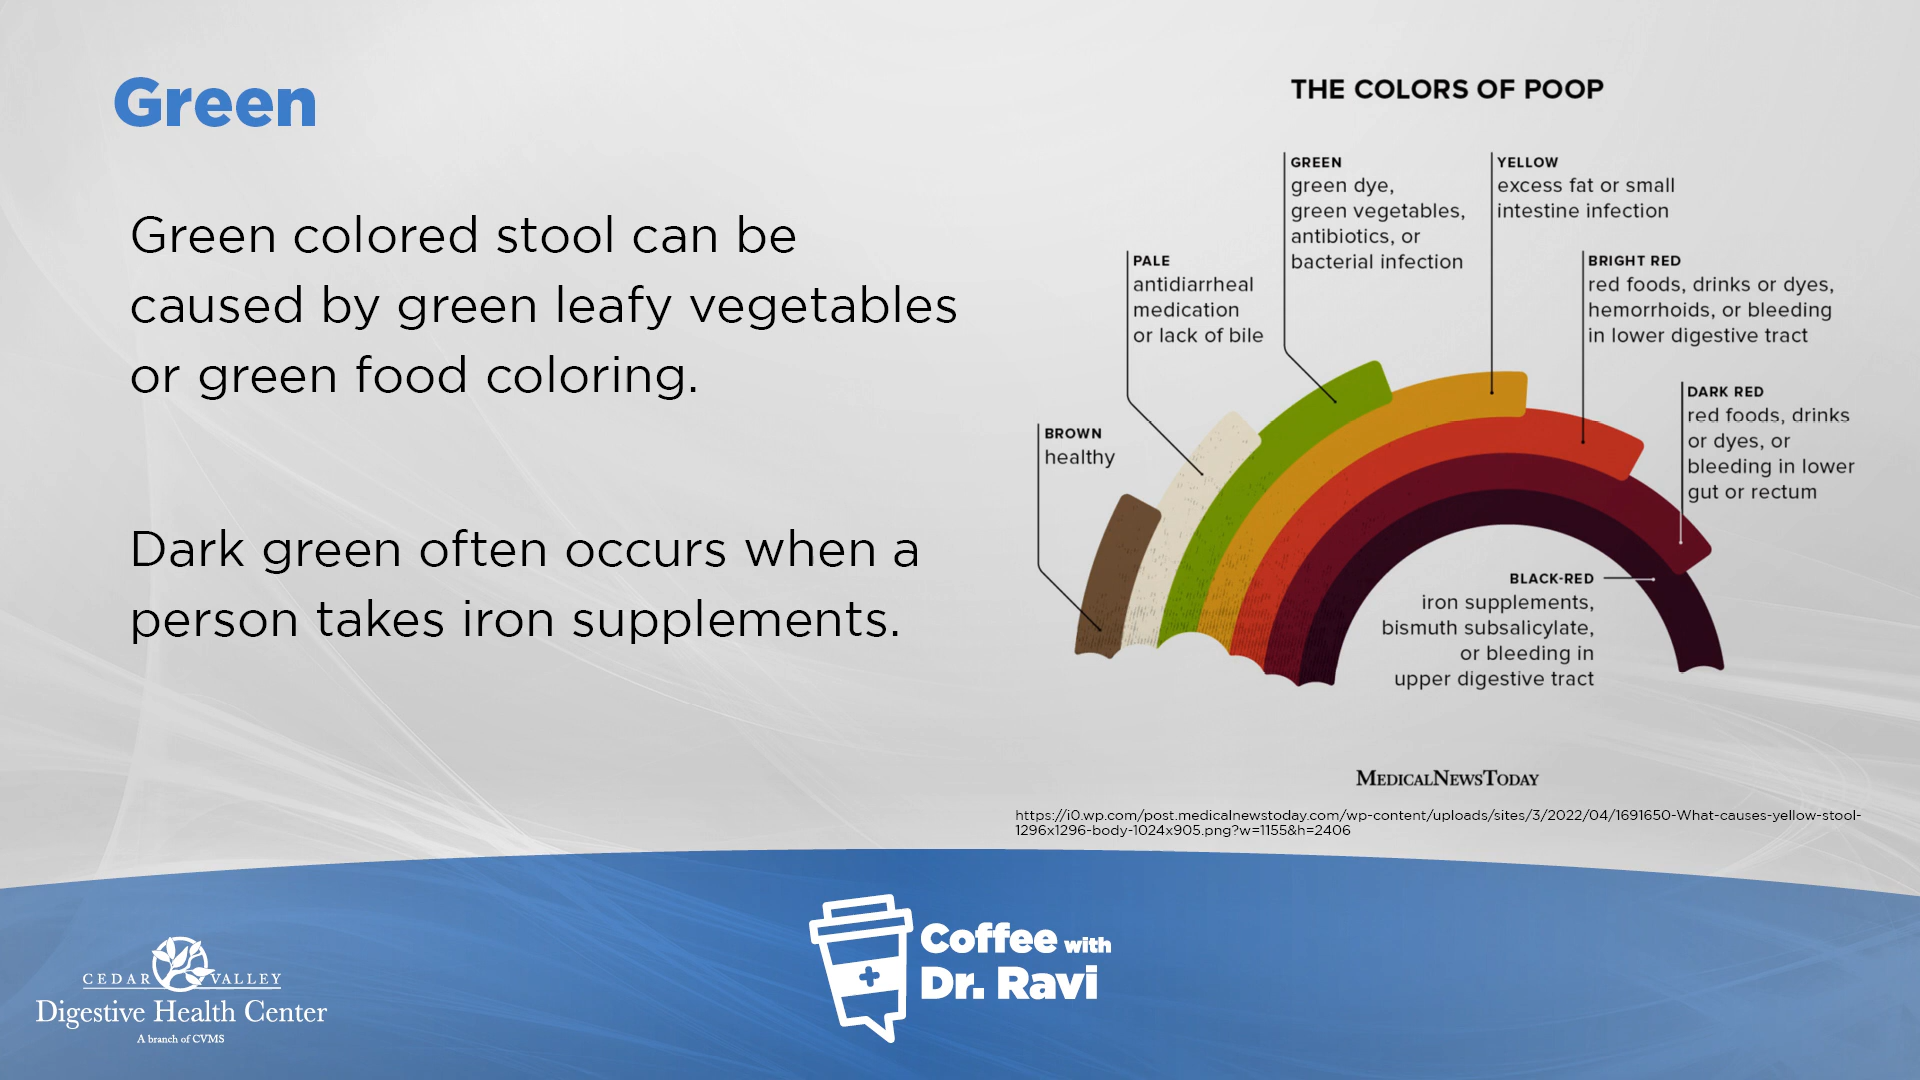 Green
Green colored stool can be
caused by green leafy vegetables
or green food coloring.
Dark green often occurs when a
person takes iron supplements.
THE COLORS OF POOP
BROWN
healthy
PALE
antidiarrheal
medication
or lack of bile
GREEN
green dye,
green vegetables,
antibiotics, or
bacterial infection
YELLOW
excess fat or small
intestine infection
BRIGHT RED
red foods, drinks or dyes,
hemorrhoids, or bleeding
in lower digestive tract
DARK RED
red foods, drinks
or dyes, or
bleeding in lower
gut or rectum
BLACK-RED
iron supplements,
bismuth subsalicylate,
or bleeding in
upper digestive tract
MEDICALNEWSTODAY
https://i0.wp.com/post.medicalnewstoday.com/wp-content/uploads/sites/3/2022/04/1691650-What-causes-yellow-stool-
1296x1296-body-1024x905.png?w=1155&h=2406
CEDAR VALLEY
Digestive Health Center
A branch of CVMS
Coffee with
Dr. Ravi